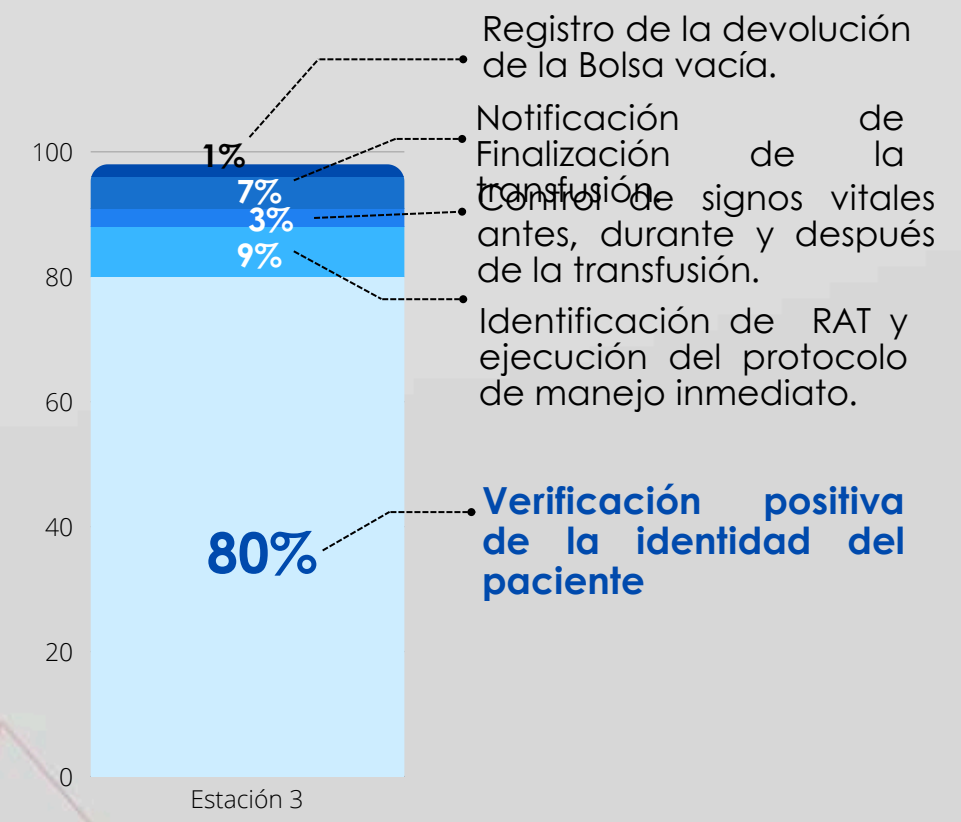 Registro de la devolución
de la Bolsa vacía.
Notificación de
Finalización de la
transfusión.
Control de signos vitales
antes, durante y después
de la transfusión.
Identificación de RAT y
ejecución del protocolo
de manejo inmediato.
Verificación positiva
de la identidad del
paciente
100
80
60
40
20
0
1%
7%
3%
9%
80%
Estación 3